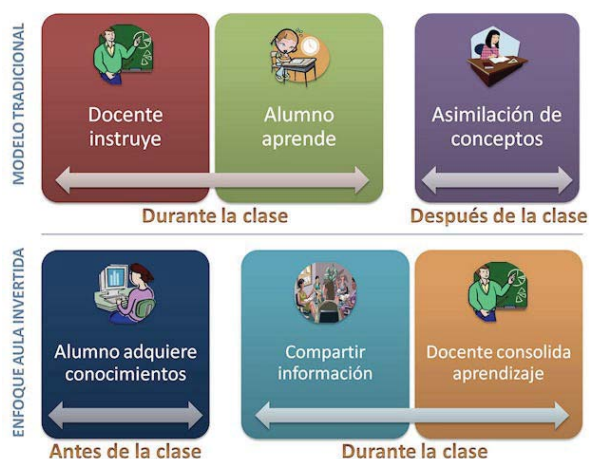 MODELO TRADICIONAL
Docente
instruye
Alumno
aprende
Asimilación de
conceptos
Durante la clase
Después de la clase
ENFOQUE AULA INVERTIDA
Alumno adquiere
conocimientos
Compartir
información
Docente consolida
aprendizaje
Antes de la clase
Durante la clase